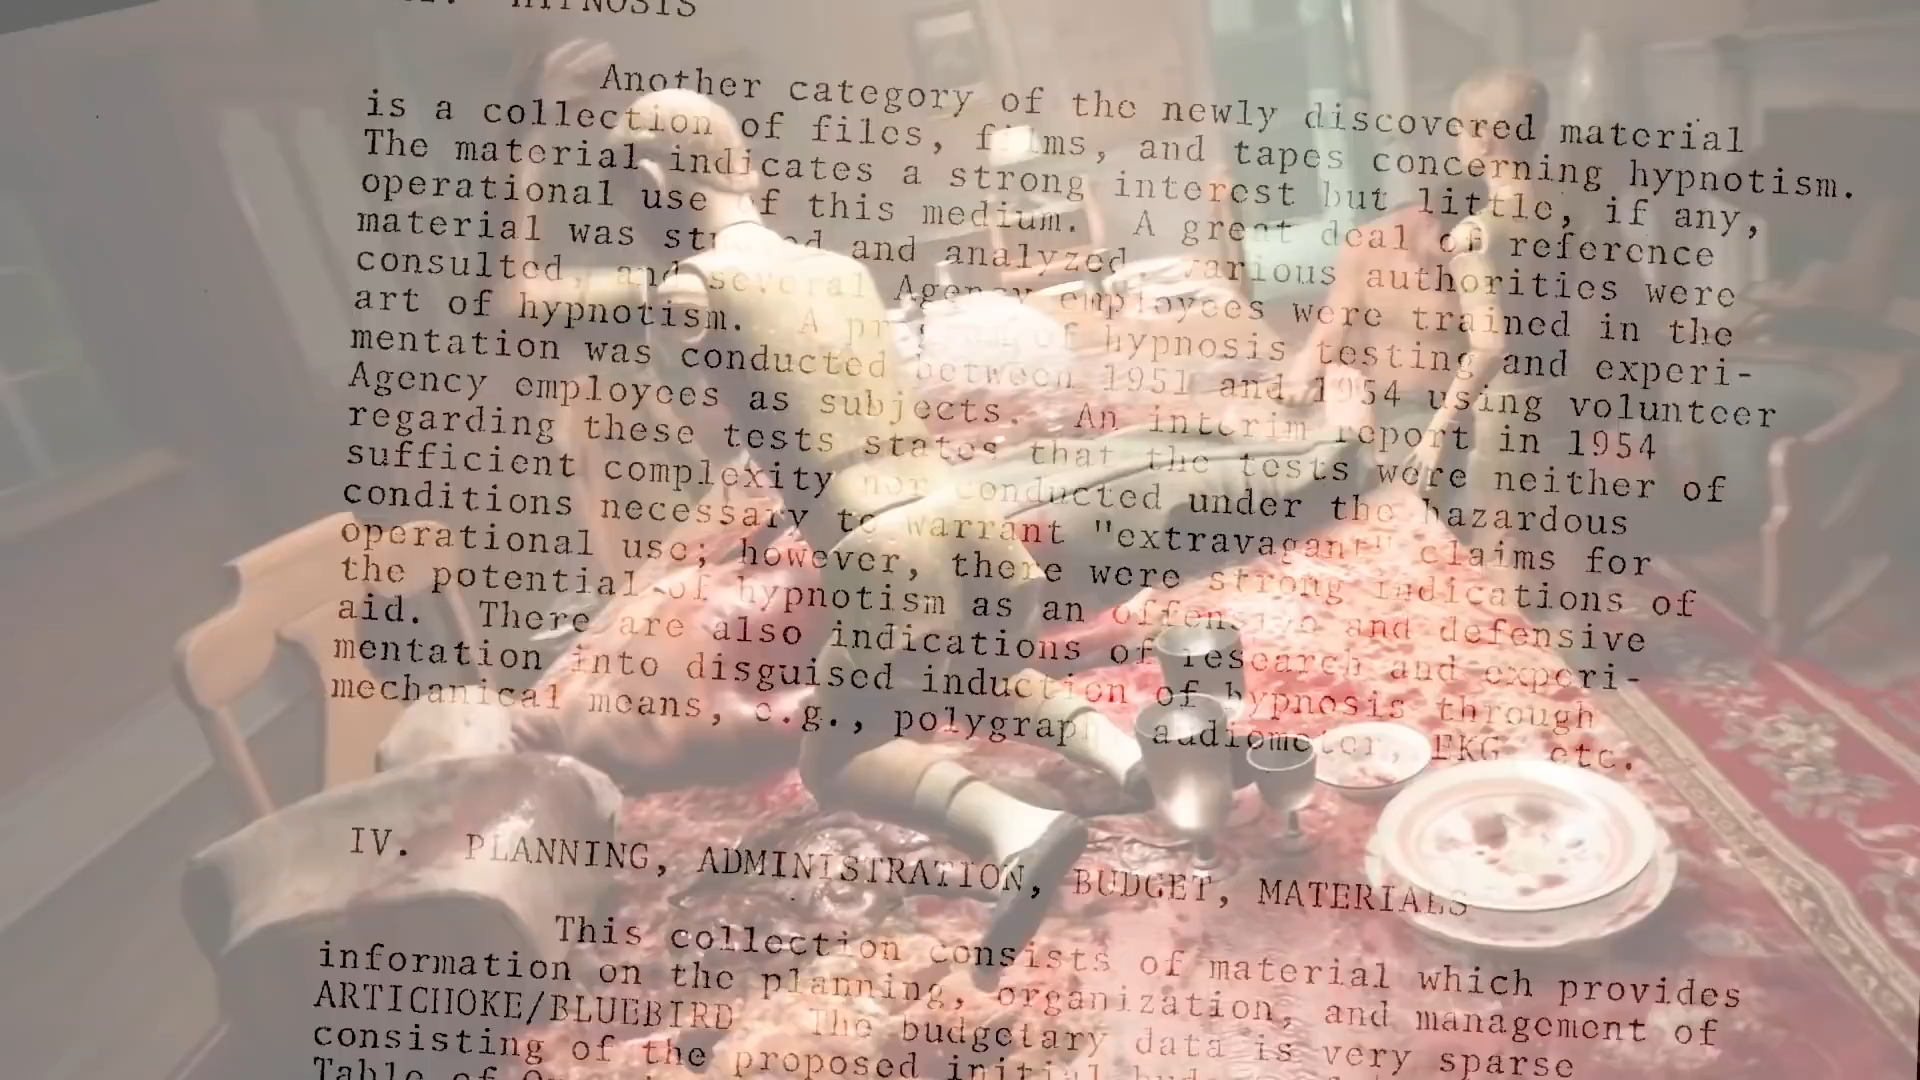 HYPNOSIS
Another category of the newly discovered material
is a collection of files, films, and tapes concerning hypnotism.
The material indicates a strong interest but little, if any,
operational use of this medium. A great deal of reference
material was studied and analyzed, various authorities were
consulted, and several Agency employees were trained in the
art of hypnotism. A program of hypnosis testing and experi-
mentation was conducted between 1951 and 1954 using volunteer
Agency employees as subjects. An interim report in 1954
regarding these tests states that the tests were neither of
sufficient complexity nor conducted under the hazardous
conditions necessary to warrant "extravagant" claims for
operational use; however, there were strong indications of
the potential of hypnotism as an offensive and defensive
aid. There are also indications of research and experi-
mentation into disguised induction of hypnosis through
mechanical means, e.g., polygraph, audiometer, EKG, etc.
IV. PLANNING, ADMINISTRATION, BUDGET, MATERIALS
This collection consists of material which provides
information on the planning, organization, and management of
ARTICHOKE/BLUEBIRD. The budgetary data is very sparse
consisting of the proposed initial
Table of